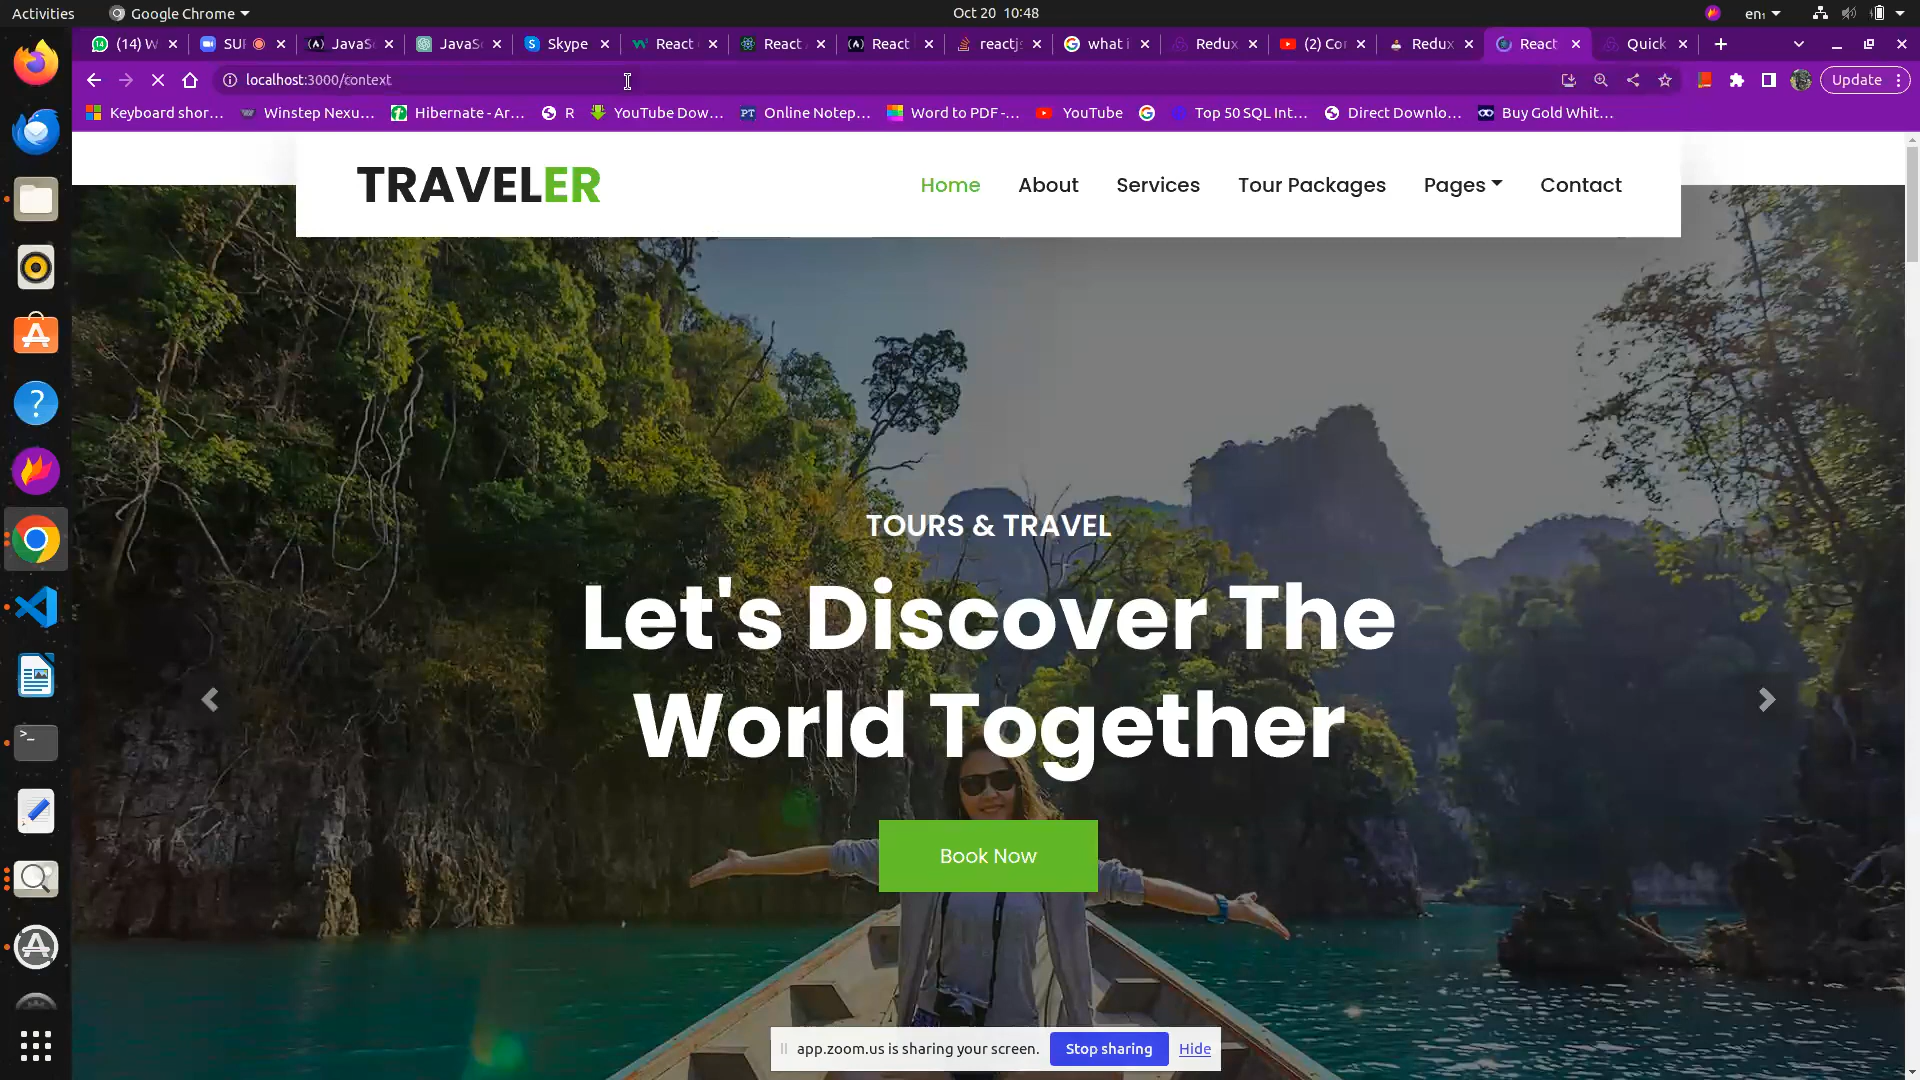 Activities
Google Chrome
Oct 20 10:48
en₁
(14) W
SUF
JavaS
JavaS
Skype
React
React
React
reactj
what i
Redux
(2) Co
Redux
React
Quick
localhost:3000/context
Update
Keyboard shor...
Winstep Nexu...
Hibernate - Ar...
R
YouTube Dow...
Online Notep...
Word to PDF -...
YouTube
Top 50 SQL Int...
Direct Downlo...
Buy Gold Whit...
TRAVELER
Home
About
Services
Tour Packages
Pages
Contact
TOURS & TRAVEL
Let's Discover The
World Together
Book Now
app.zoom.us is sharing your screen.
Stop sharing
Hide